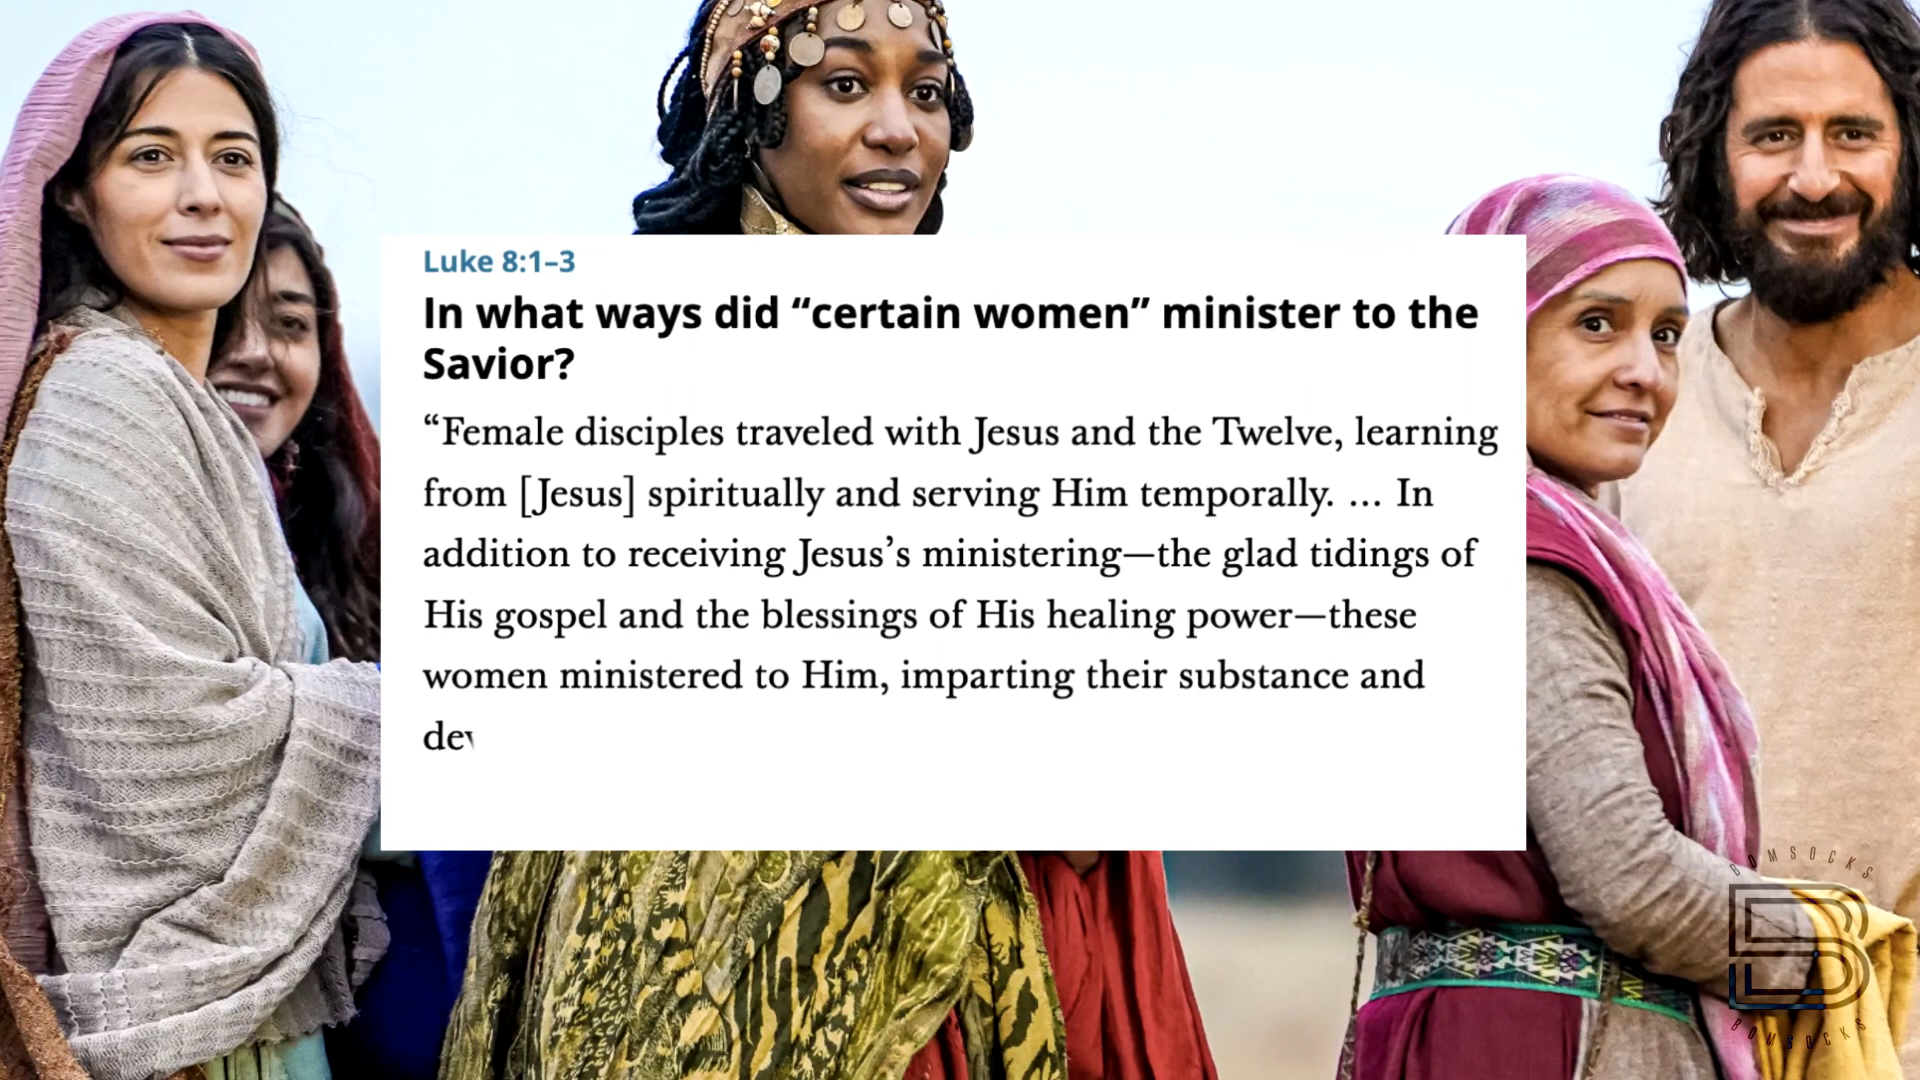 Luke 8:1–3
In what ways did “certain women” minister to the
Savior?
“Female disciples traveled with Jesus and the Twelve, learning
from [Jesus] spiritually and serving Him temporally. … In
addition to receiving Jesus’s ministering—the glad tidings of
His gospel and the blessings of His healing power—these
women ministered to Him, imparting their substance and
dev
BOMSOCKS
B
BOMSOCKS